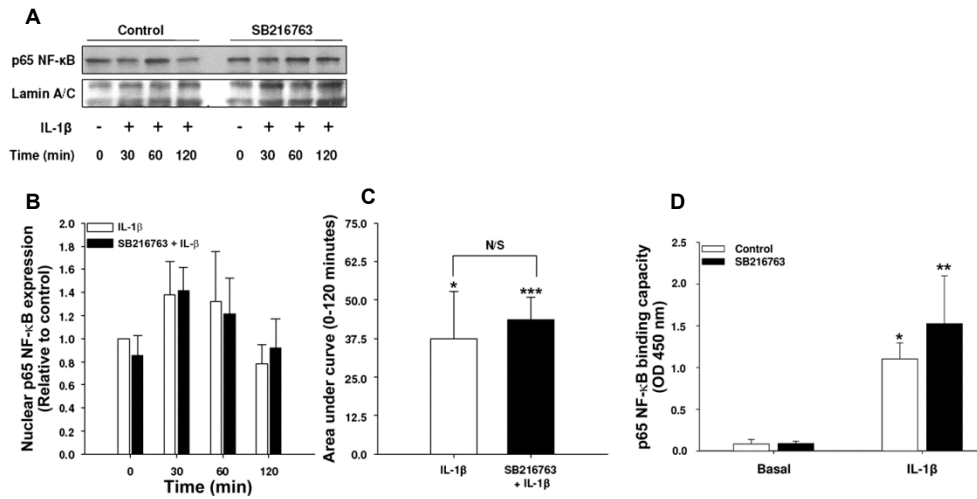 A
Control SB216763
p65 NF-κB
Lamin A/C
IL-1β - + + + - + + +
Time (min) 0 30 60 120 0 30 60 120
B
Nuclear p65 NF-κB expression
(Relative to control)
2.0
1.8
1.6
1.4
1.2
1.0
0.8
0.6
0.4
0.2
0.0
IL-1β
SB216763 + IL-β
0 30 60 120
Time (min)
C
Area under curve (0-120 minutes)
75.0
62.5
50.0
37.5
25.0
12.5
0.0
N/S
* ***
IL-1β SB216763
+ IL-1β
D
p65 NF-κB binding capacity
(OD 450 nm)
2.5
2.0
1.5
1.0
0.5
0.0
Control
SB216763
* **
Basal IL-1β